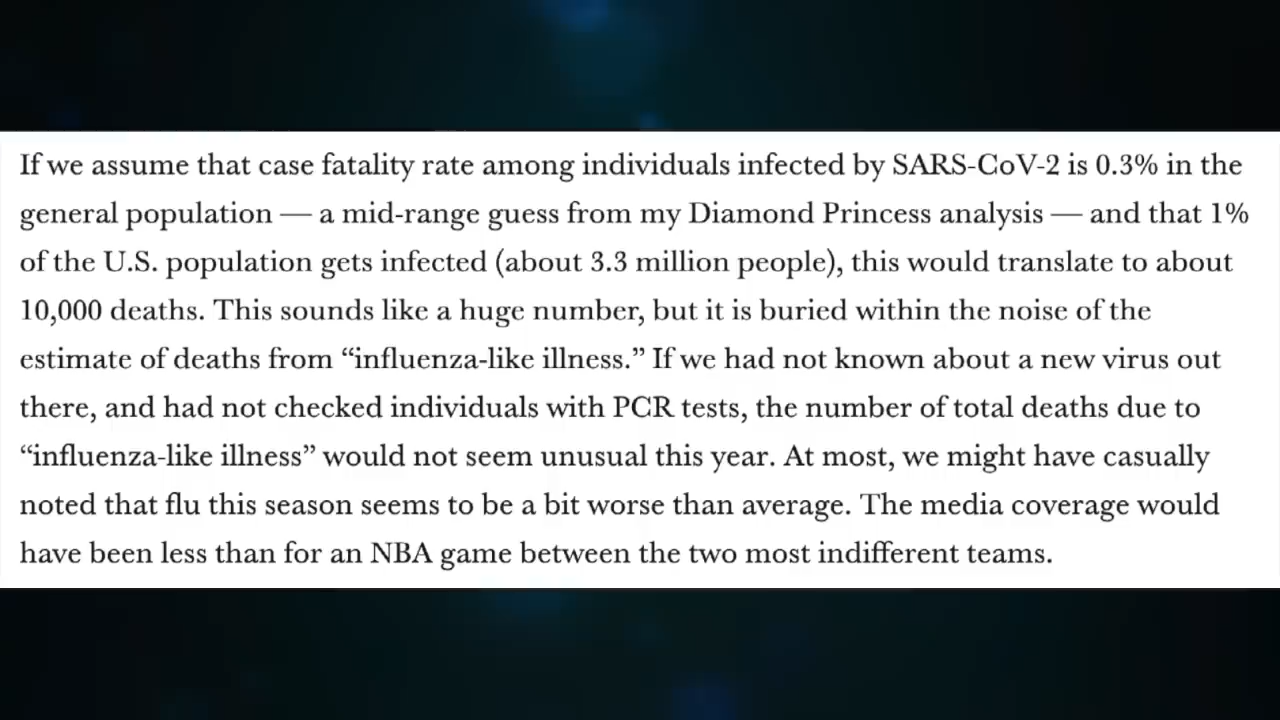 If we assume that case fatality rate among individuals infected by SARS-CoV-2 is 0.3% in the
general population — a mid-range guess from my Diamond Princess analysis — and that 1%
of the U.S. population gets infected (about 3.3 million people), this would translate to about
10,000 deaths. This sounds like a huge number, but it is buried within the noise of the
estimate of deaths from “influenza-like illness.” If we had not known about a new virus out
there, and had not checked individuals with PCR tests, the number of total deaths due to
“influenza-like illness” would not seem unusual this year. At most, we might have casually
noted that flu this season seems to be a bit worse than average. The media coverage would
have been less than for an NBA game between the two most indifferent teams.